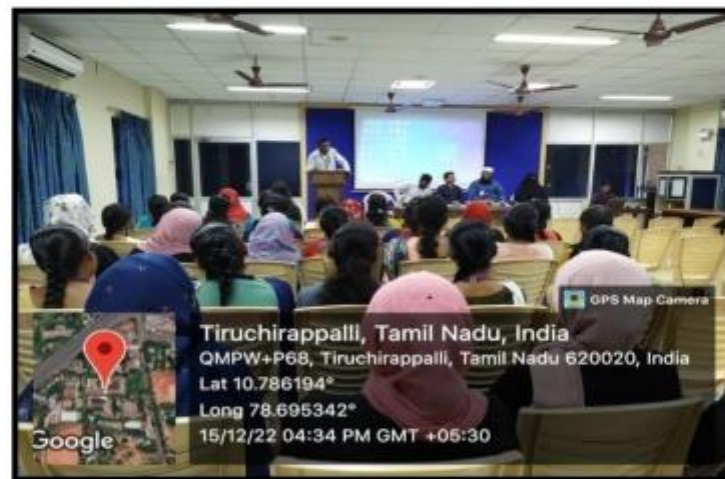 GPS Map Camera
Tiruchirappalli, Tamil Nadu, India
QMPW+P68, Tiruchirappalli, Tamil Nadu 620020, India
Lat 10.786194°
Long 78.695342°
15/12/22 04:34 PM GMT +05:30
Google